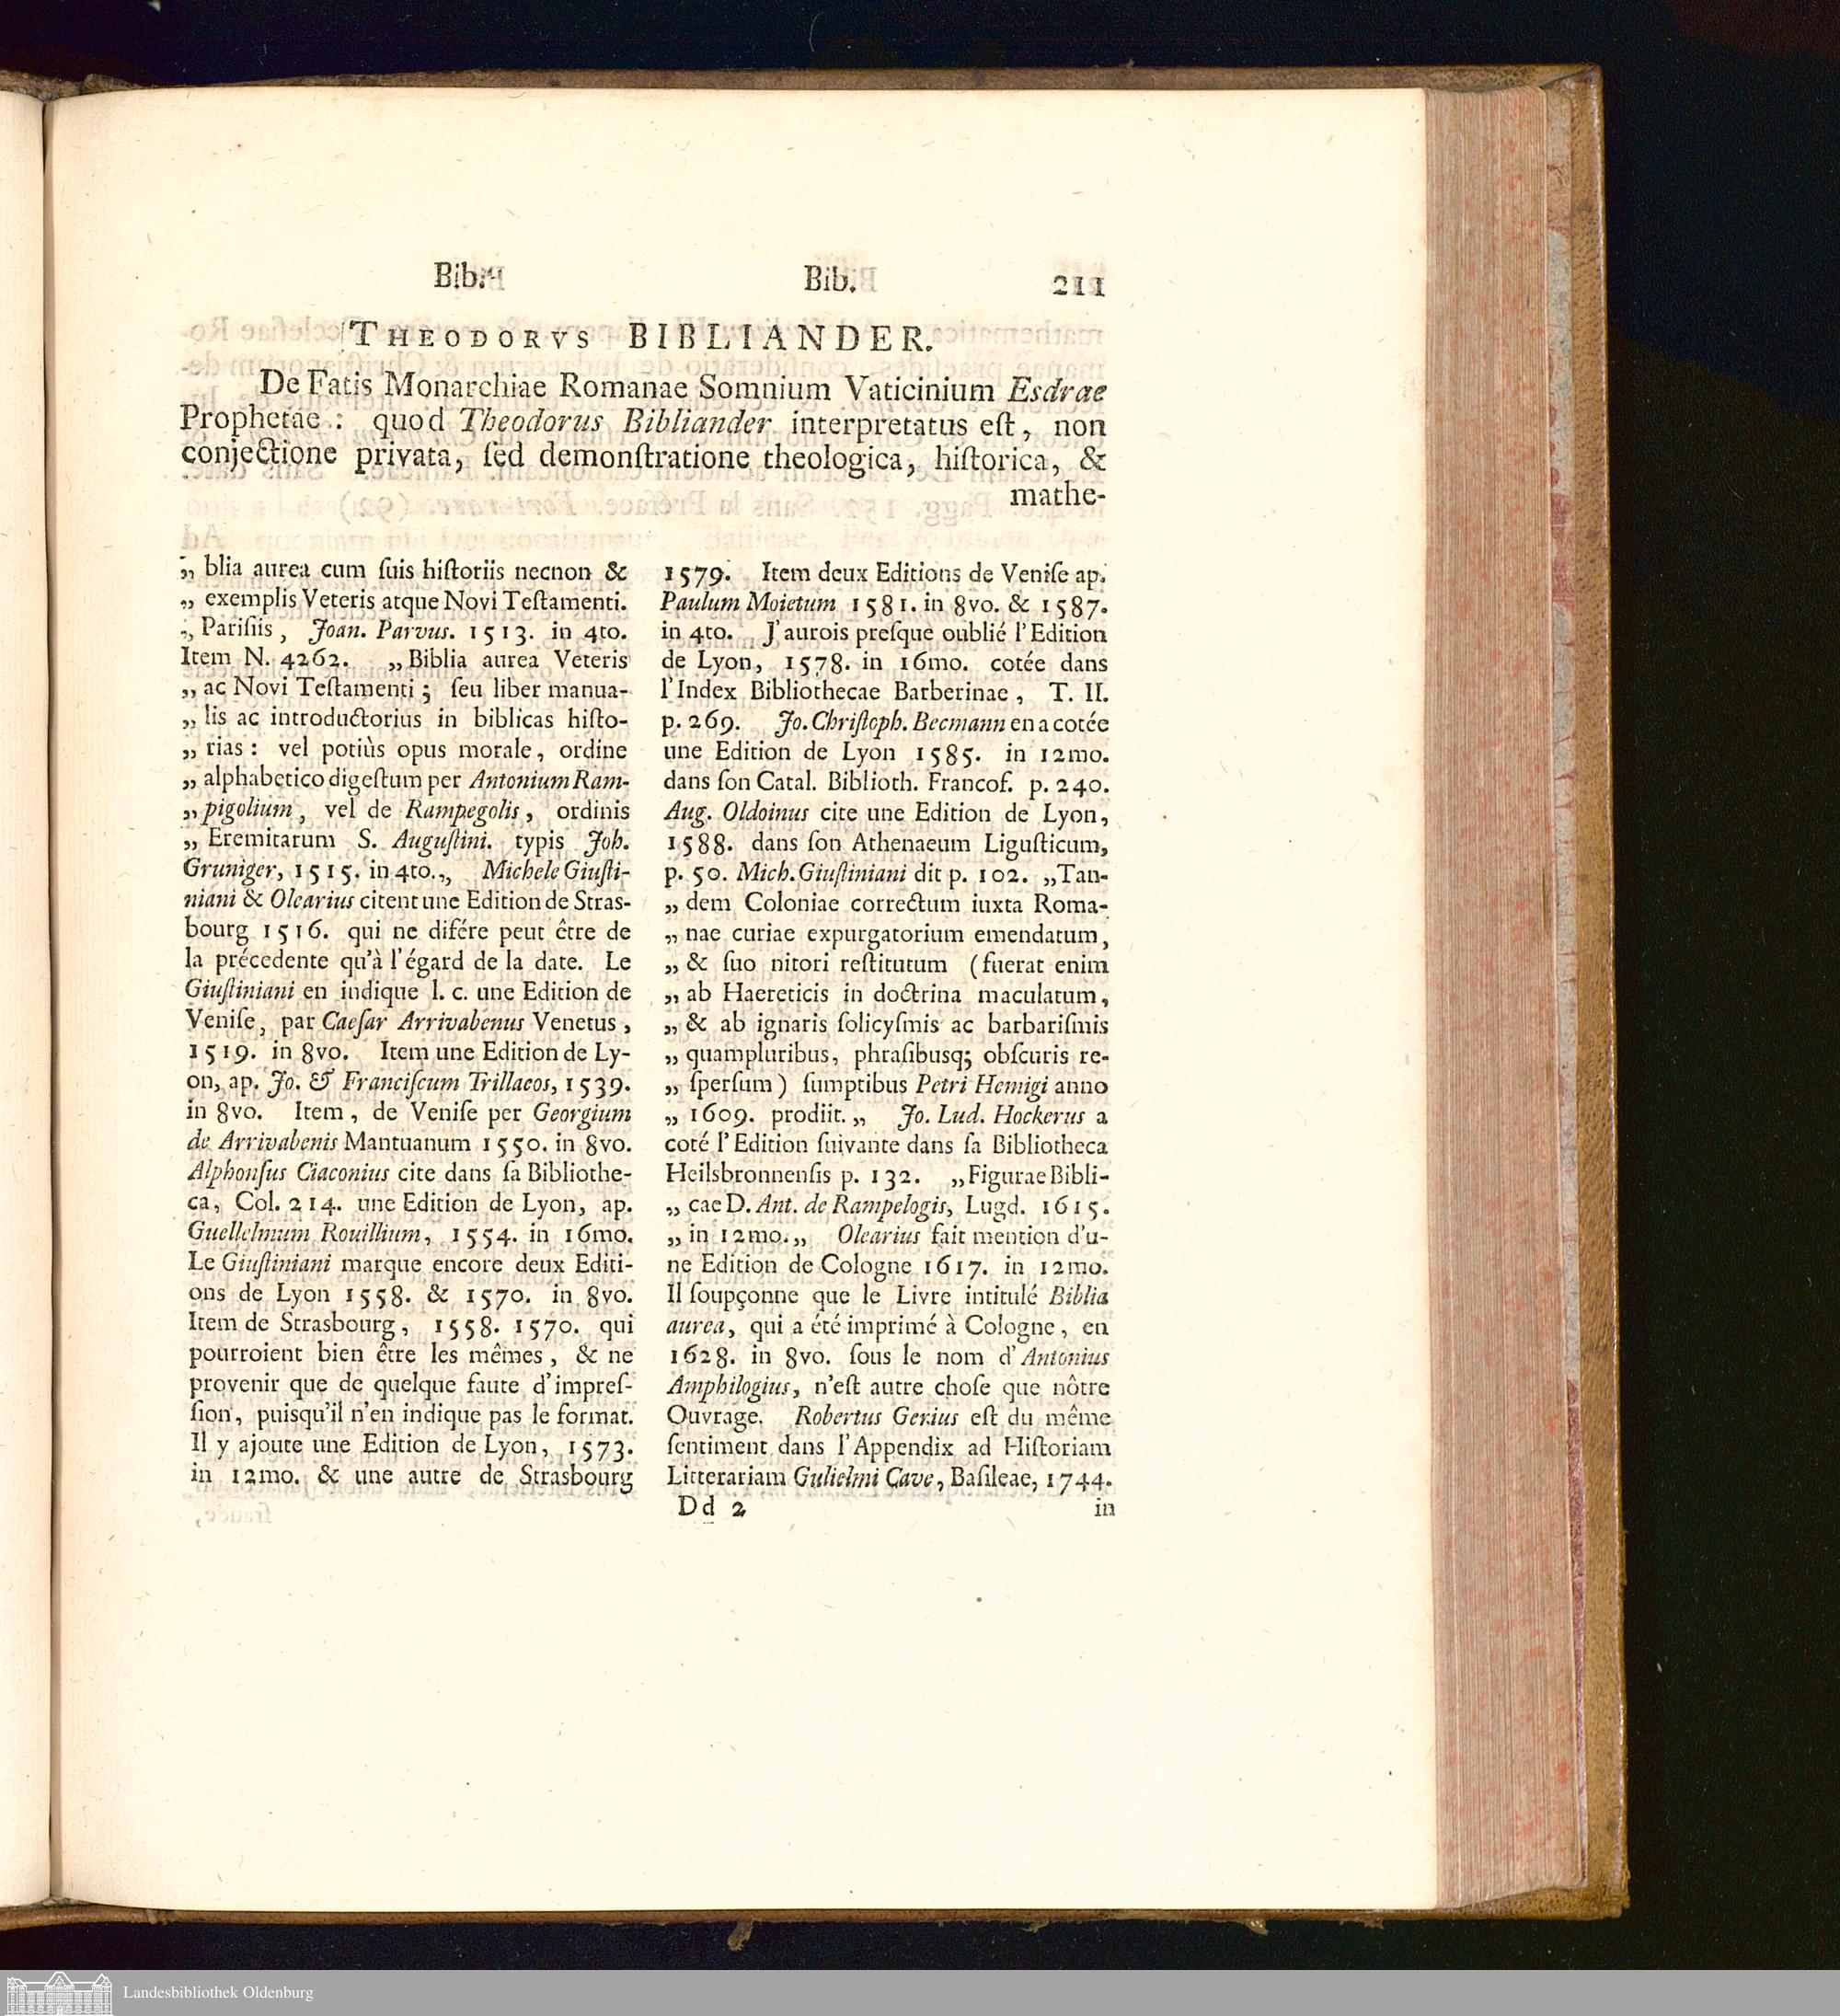 Bib.
Bib.
211
THEODORVS BIBLIANDER.
De Fatis Monarchiae Romanae Somnium Vaticinium Esdrae
Prophetae: quod Theodorus Bibliander interpretatus eſt, non
conjectione privata, ſed demonſtratione theologica, hiſtorica, &
mathe-
„ blia aurea cum ſuis hiſtoriis necnon &
„ exemplis Veteris atque Novi Teſtamenti.
„ Pariſiis, Joan. Parvus. 1513. in 4to.
Item N. 4262. „Biblia aurea Veteris
„ ac Novi Teſtamenti; ſeu liber manua-
„ lis ac introductorius in biblicas hiſto-
„ rias: vel potiùs opus morale, ordine
„ alphabetico digeſtum per Antonium Ram-
„ pigolium, vel de Rampegolis, ordinis
„ Eremitarum S. Auguſtini. typis Joh.
Gruniger, 1515. in 4to.„ Michele Giuſti-
niani & Olearius citent une Edition de Stras-
bourg 1516. qui ne difére peut être de
la précedente qu'à l'égard de la date. Le
Giuſtiniani en indique l. c. une Edition de
Veniſe, par Caeſar Arrivabenus Venetus,
1519. in 8vo. Item une Edition de Ly-
on, ap. Jo. & Franciſcum Trillaeos, 1539.
in 8vo. Item, de Veniſe per Georgium
de Arrivabenis Mantuanum 1550. in 8vo.
Alphonſus Ciaconius cite dans ſa Bibliothe-
ca, Col. 214. une Edition de Lyon, ap.
Guellelmum Rouillium, 1554. in 16mo.
Le Giuſtiniani marque encore deux Editi-
ons de Lyon 1558. & 1570. in 8vo.
Item de Strasbourg, 1558. 1570. qui
pourroient bien être les mêmes, & ne
provenir que de quelque faute d'impreſ-
ſion, puisqu'il n'en indique pas le format.
Il y ajoute une Edition de Lyon, 1573.
in 12mo. & une autre de Strasbourg
1579. Item deux Editions de Veniſe ap.
Paulum Moietum 1581. in 8vo. & 1587.
in 4to. J'aurois preſque oublié l'Edition
de Lyon, 1578. in 16mo. cotée dans
l'Index Bibliothecae Barberinae, T. II.
p. 269. Jo. Chriſtoph. Becmann en a cotée
une Edition de Lyon 1585. in 12mo.
dans ſon Catal. Biblioth. Francof. p. 240.
Aug. Oldoinus cite une Edition de Lyon,
1588. dans ſon Athenaeum Liguſticum,
p. 50. Mich. Giuſtiniani dit p. 102. „Tan-
„ dem Coloniae correctum iuxta Roma-
„ nae curiae expurgatorium emendatum,
„ & ſuo nitori reſtitutum (fuerat enim
„ ab Haereticis in doctrina maculatum,
„ & ab ignaris ſolicyſmis ac barbariſmis
„ quampluribus, phraſibusq; obſcuris re-
„ ſperſum) ſumptibus Petri Hemigi anno
„ 1609. prodiit.„ Jo. Lud. Hockerus a
coté l'Edition ſuivante dans ſa Bibliotheca
Heilsbronnenſis p. 132. „Figurae Bibli-
„ cae D. Ant. de Rampelogis, Lugd. 1615.
„ in 12mo.„ Olearius fait mention d'u-
ne Edition de Cologne 1617. in 12mo.
Il ſoupçonne que le Livre intitulé Biblia
aurea, qui a été imprimé à Cologne, en
1628. in 8vo. ſous le nom d'Antonius
Amphilogius, n'eſt autre choſe que nôtre
Ouvrage. Robertus Gerius eſt du même
ſentiment dans l'Appendix ad Hiſtoriam
Litterariam Gulielmi Cave, Baſileae, 1744.
Dd 2
in
Landesbibliothek Oldenburg